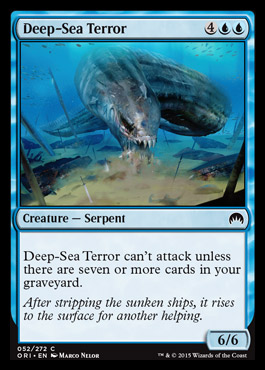 Deep-Sea Terror 4
Creature — Serpent
Deep-Sea Terror can't attack unless
there are seven or more cards in your
graveyard.
After stripping the sunken ships, it rises
to the surface for another helping.
6/6
052/272 C
ORI • EN Marco Nelor
™ & © 2015 Wizards of the Coast